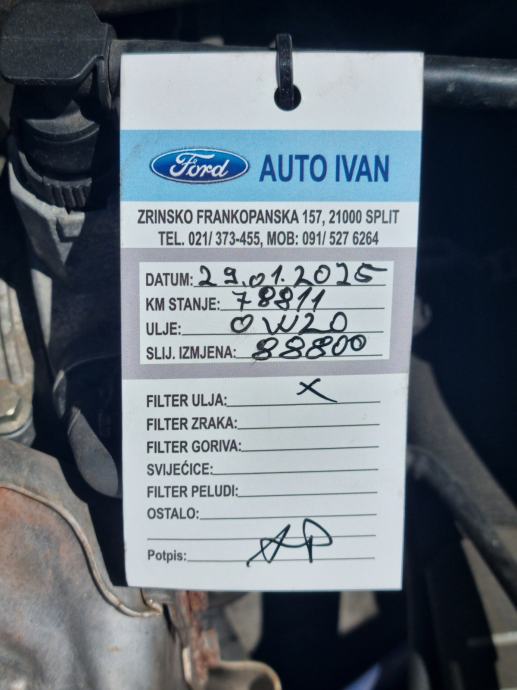 Ford AUTO IVAN
ZRINSKO FRANKOPANSKA 157, 21000 SPLIT
TEL. 021/ 373-455, MOB: 091/ 527 6264
DATUM: 29.01.2025
KM STANJE: 78811
ULJE: 0W20
SLIJ. IZMJENA: 88800
FILTER ULJA: X
FILTER ZRAKA:
FILTER GORIVA:
SVIJEĆICE:
FILTER PELUDI:
OSTALO:
Potpis: